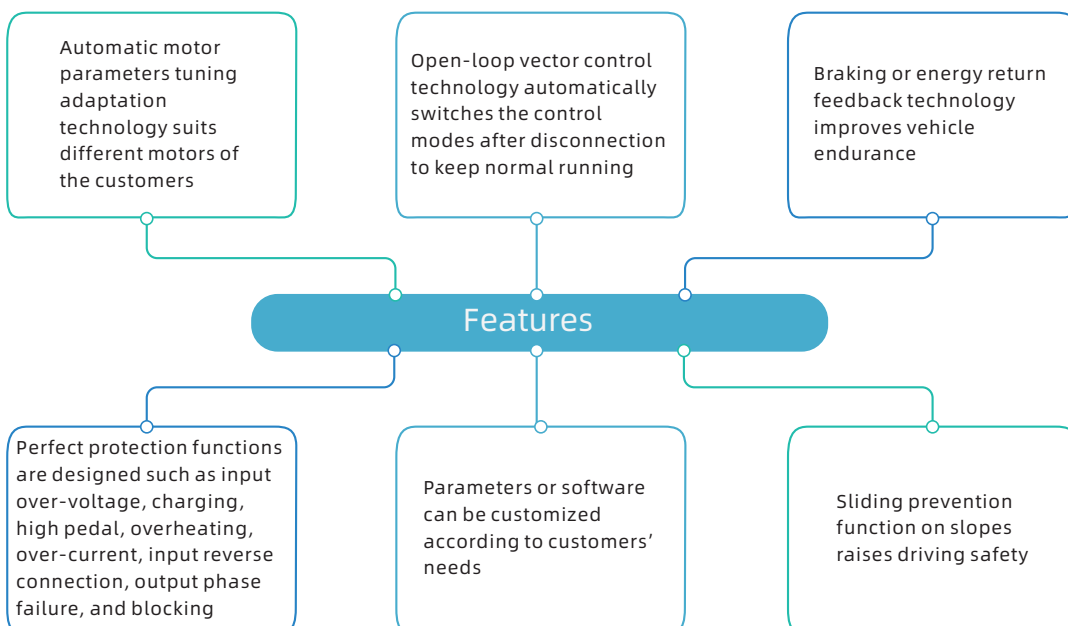 Automatic motor
parameters tuning
adaptation
technology suits
different motors of
the customers
Open-loop vector control
technology automatically
switches the control
modes after disconnection
to keep normal running
Braking or energy return
feedback technology
improves vehicle
endurance
Features
Perfect protection functions
are designed such as input
over-voltage, charging,
high pedal, overheating,
over-current, input reverse
connection, output phase
failure, and blocking
Parameters or software
can be customized
according to customers’
needs
Sliding prevention
function on slopes
raises driving safety